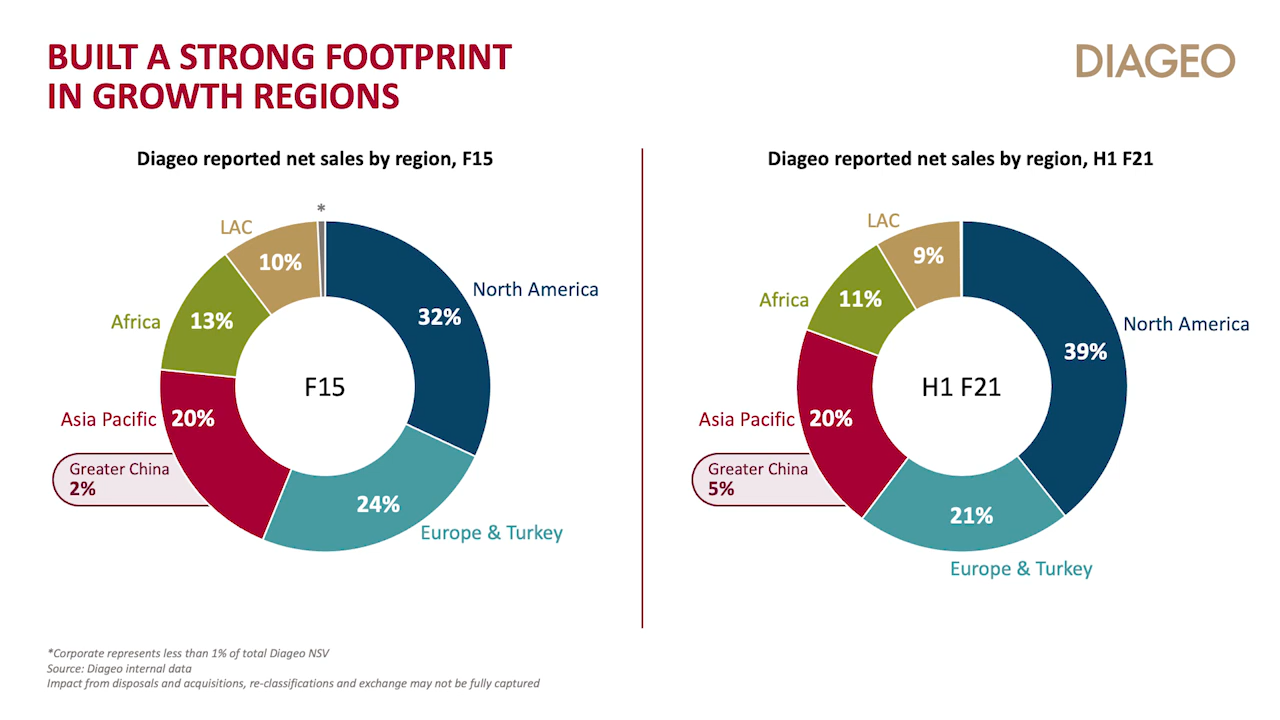 BUILT A STRONG FOOTPRINT
IN GROWTH REGIONS
DIAGEO
Diageo reported net sales by region, F15
*
LAC
10%
North America
32%
Africa
13%
F15
Asia Pacific
20%
Greater China
2%
24%
Europe & Turkey
Diageo reported net sales by region, H1 F21
LAC
9%
Africa
11%
North America
39%
H1 F21
Asia Pacific
20%
Greater China
5%
21%
Europe & Turkey
*Corporate represents less than 1% of total Diageo NSV
Source: Diageo internal data
Impact from disposals and acquisitions, re-classifications and exchange may not be fully captured